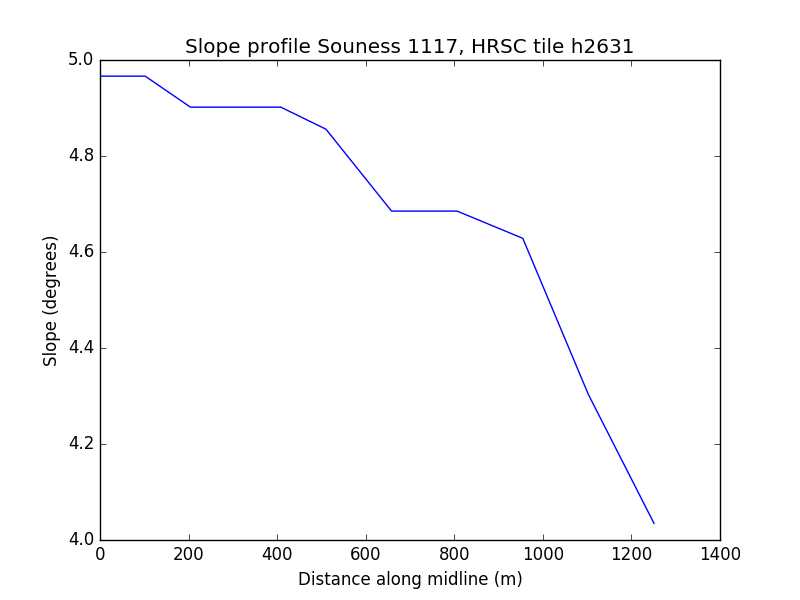 Slope profile Souness 1117, HRSC tile h2631
5.0
4.8
4.6
4.4
4.2
4.0
Slope (degrees)
0 200 400 600 800 1000 1200 1400
Distance along midline (m)